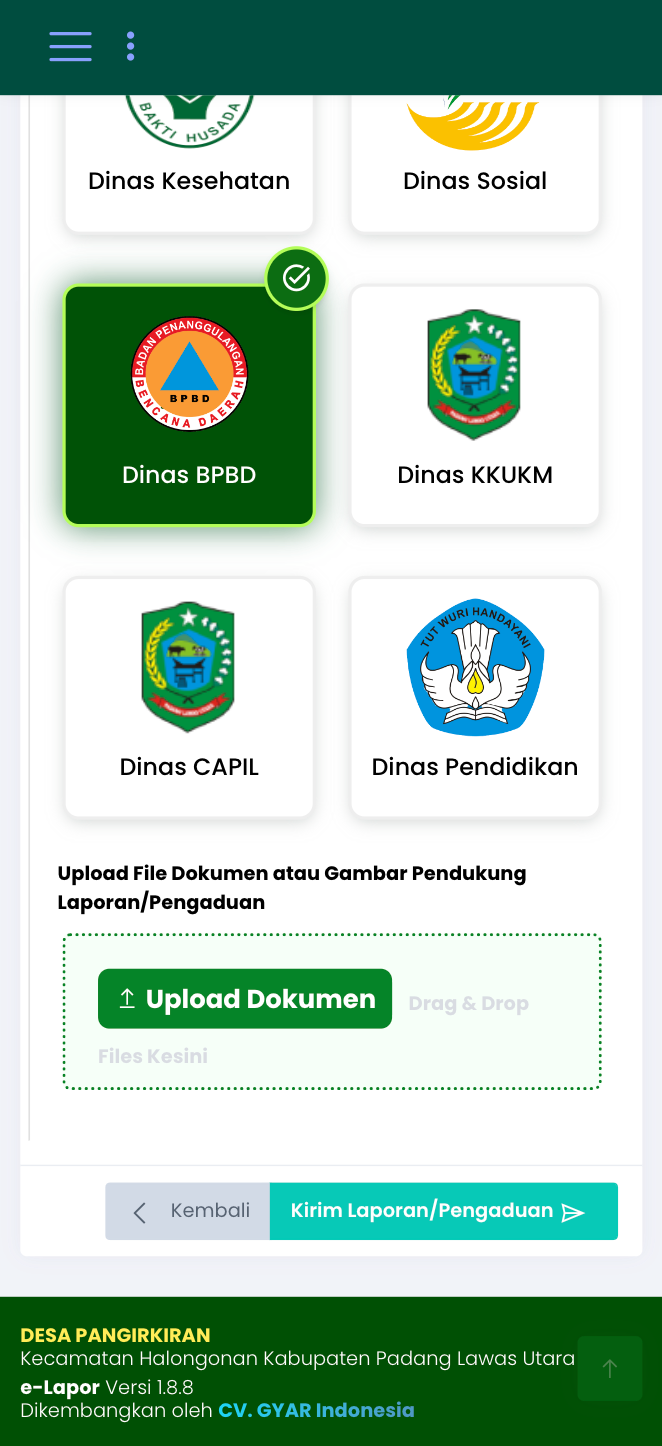 BAKTI HUSADA
Dinas Kesehatan
Dinas Sosial
BADAN PENANGGULANGAN
BPBD
BENCANA DAERAH
Dinas BPBD
Dinas KKUKM
Dinas CAPIL
TUT WURI HANDAYANI
Dinas Pendidikan
Upload File Dokumen atau Gambar Pendukung
Laporan/Pengaduan
Upload Dokumen Drag & Drop
Files Kesini
Kembali
Kirim Laporan/Pengaduan
DESA PANGIRKIRAN
Kecamatan Halongonan Kabupaten Padang Lawas Utara
e-Lapor Versi 1.8.8
Dikembangkan oleh CV. GYAR Indonesia